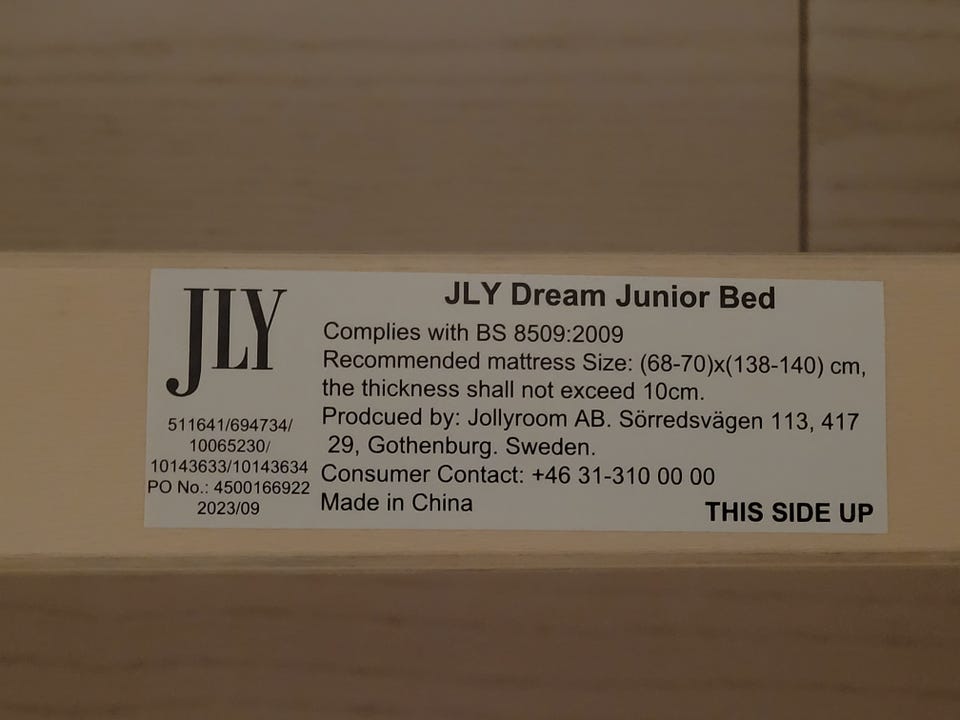 JLY
511641/694734/
10065230/
10143633/10143634
PO No.: 4500166922
2023/09
JLY Dream Junior Bed
Complies with BS 8509:2009
Recommended mattress Size: (68-70)x(138-140) cm,
the thickness shall not exceed 10cm.
Prodcued by: Jollyroom AB. Sörredsvägen 113, 417
29, Gothenburg. Sweden.
Consumer Contact: +46 31-310 00 00
Made in China
THIS SIDE UP